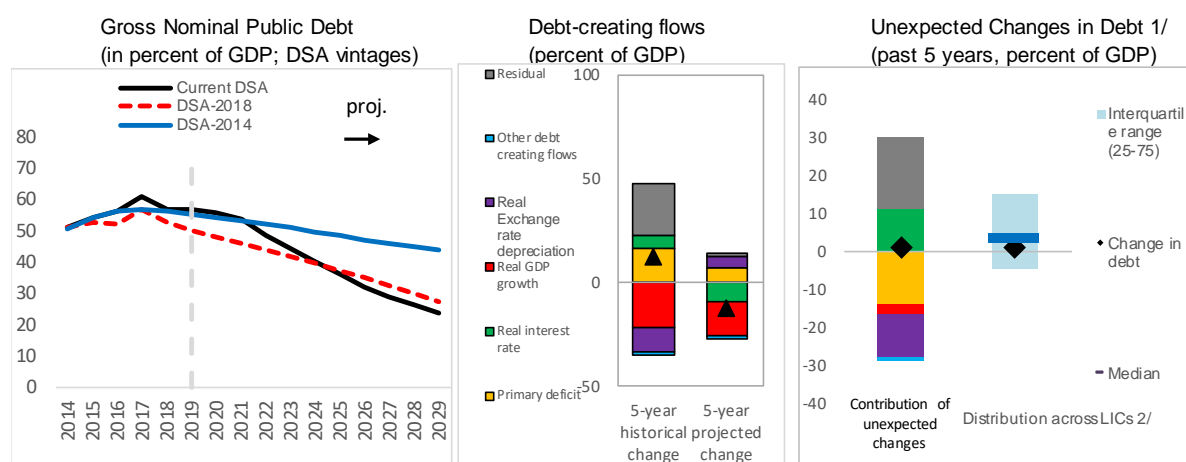 Gross Nominal Public Debt
(in percent of GDP; DSA vintages)
Current DSA
DSA-2018
DSA-2014
proj.
80
70
60
50
40
30
20
10
0
2014
2015
2016
2017
2018
2019
2020
2021
2022
2023
2024
2025
2026
2027
2028
2029
Debt-creating flows
(percent of GDP)
Residual
Other debt
creating flows
Real
Exchange
rate
depreciation
Real GDP
growth
Real interest
rate
Primary deficit
100
50
0
-50
5-year
historical
change
5-year
projected
change
Unexpected Changes in Debt 1/
(past 5 years, percent of GDP)
40
30
20
10
0
-10
-20
-30
-40
Interquartil
e range
(25-75)
Change in
debt
Median
Contribution of
unexpected
changes
Distribution across LICs 2/